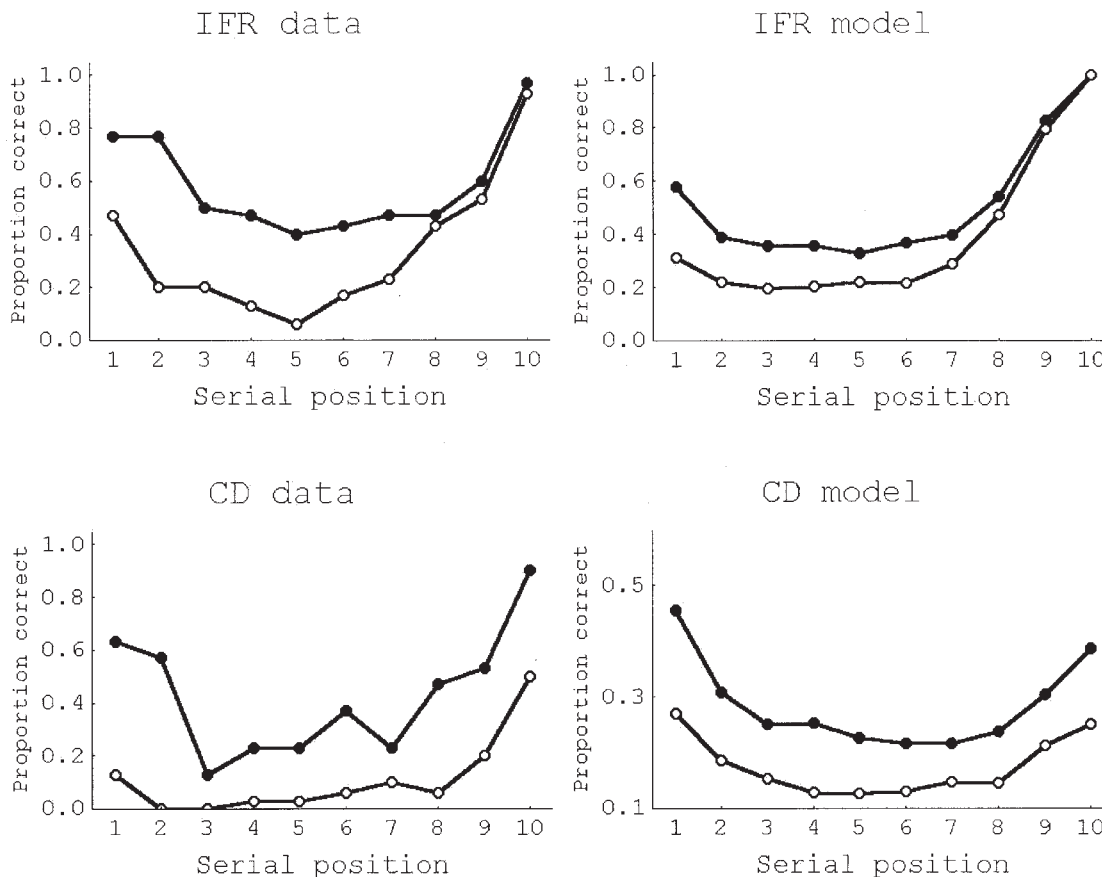 IFR data
Proportion correct
1.0
0.8
0.6
0.4
0.2
0.0
1 2 3 4 5 6 7 8 9 10
Serial position
IFR model
Proportion correct
1.0
0.8
0.6
0.4
0.2
0.0
1 2 3 4 5 6 7 8 9 10
Serial position
CD data
Proportion correct
1.0
0.8
0.6
0.4
0.2
0.0
1 2 3 4 5 6 7 8 9 10
Serial position
CD model
Proportion correct
0.5
0.3
0.1
1 2 3 4 5 6 7 8 9 10
Serial position